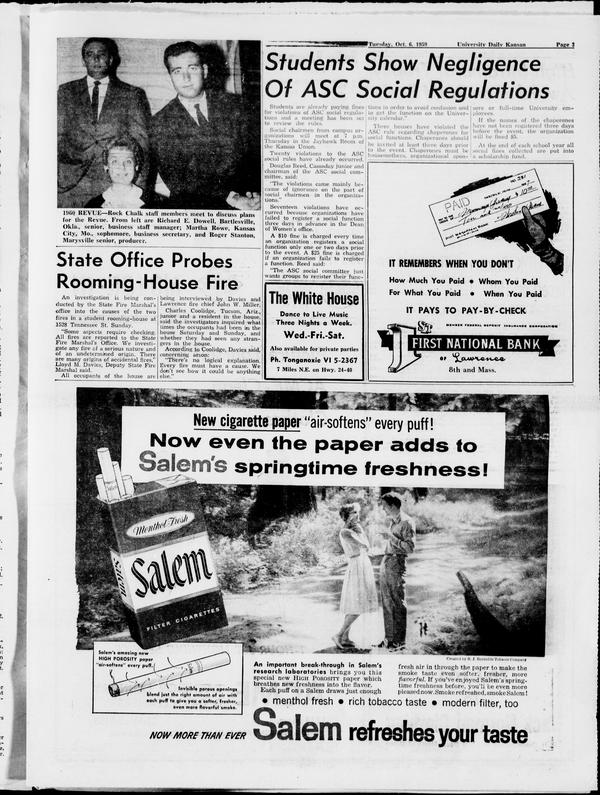 Tuesday, Oct. 6, 1959 University Daily Kansan Page 3
1960 REVUE—Rock Chalk staff members meet to discuss plans
for the Revue. From left are Richard E. Dowell, Bartlesville,
Okla., senior, business staff manager; Martha Rowe, Kansas
City, Mo., sophomore, business secretary, and Roger Stanton,
Marysville senior, producer.
State Office Probes
Rooming-House Fire
An investigation is being con-
ducted by the State Fire Marshal's
office into the causes of the two
fires in a student rooming-house at
1528 Tennessee St. Sunday.
"Some aspects require checking.
All fires are reported to the State
Fire Marshal's Office. We investi-
gate any fire of a serious nature and
of an undetermined origin. There
are many origins of accidental fires,"
Lloyd M. Davies, Deputy State Fire
Marshal said.
All occupants of the house are
being interviewed by Davies and
Lawrence fire chief John W. Miller.
Charles Coolidge, Tucson, Ariz.,
senior and a resident in the house,
said the investigators inquired what
times the occupants had been in the
house Saturday and Sunday, and
whether they had seen any stran-
gers in the house.
According to Coolidge, Davies said,
concerning arson:
"There's no logical explanation.
Every fire must have a cause. We
don't see how it could be anything
else."
Students Show Negligence
Of ASC Social Regulations
Students are already paying fines
for violations of ASC social regula-
tions and a meeting has been set
to review the rules.
Social chairmen from campus or-
ganizations will meet at 7 p.m.
Thursday in the Jayhawk Room of
the Kansas Union.
Twenty violations to the ASC
social rules have already occurred.
Douglas Reed, Cassoday junior and
chairman of the ASC social com-
mittee, said:
"The violations came mainly be-
cause of ignorance on the part of
social chairmen in the organiza-
tions."
Seventeen violations have oc-
curred because organizations have
failed to register a social function
three days in advance in the Dean
of Women's office.
A $10 fine is charged every time
an organization registers a social
function only one or two days prior
to the event. A $25 fine is charged
if an organization fails to register
a function. Reed said:
"The ASC social committee just
wants groups to register their func-
tions in order to avoid confusion and
to get the function on the Univer-
sity calendar."
Three houses have violated the
ASC rule regarding chaperones for
social functions. Chaperones should
be invited at least three days prior
to the event. Chaperones must be
housemothers, organizational spon-
sors or full-time University em-
ployees.
If the names of the chaperones
have not been registered three days
before the event, the organization
will be fined $5.
At the end of each school year all
social fines collected are put into
a scholarship fund.
The White House
Dance to Live Music
Three Nights a Week.
Wed.-Fri.-Sat.
Also available for private parties
Ph. Tonganoxie VI 5-2367
7 Miles N.E. on Hwy. 24-40
PAID
IT REMEMBERS WHEN YOU DON'T
How Much You Paid • Whom You Paid
For What You Paid • When You Paid
IT PAYS TO PAY-BY-CHECK
MEMBER FEDERAL DEPOSIT INSURANCE CORPORATION
1st FIRST NATIONAL BANK
OF Lawrence
8th and Mass.
New cigarette paper "air-softens" every puff!
Now even the paper adds to
Salem's springtime freshness!
Menthol Fresh
Salem
Salem
FILTER CIGARETTES
Created by R. J. Reynolds Tobacco Company
Salem's amazing new
HIGH POROSITY paper
"air-softens" every puff.
Invisible porous openings
blend just the right amount of air with
each puff to give you a softer, fresher,
even more flavorful smoke.
An important break-through in Salem's
research laboratories brings you this
special new HIGH POROSITY paper which
breathes new freshness into the flavor.
Each puff on a Salem draws just enough
fresh air in through the paper to make the
smoke taste even softer, fresher, more
flavorful. If you've enjoyed Salem's spring-
time freshness before, you'll be even more
pleased now. Smoke refreshed, smoke Salem!
• menthol fresh • rich tobacco taste • modern filter, too
NOW MORE THAN EVER Salem refreshes your taste